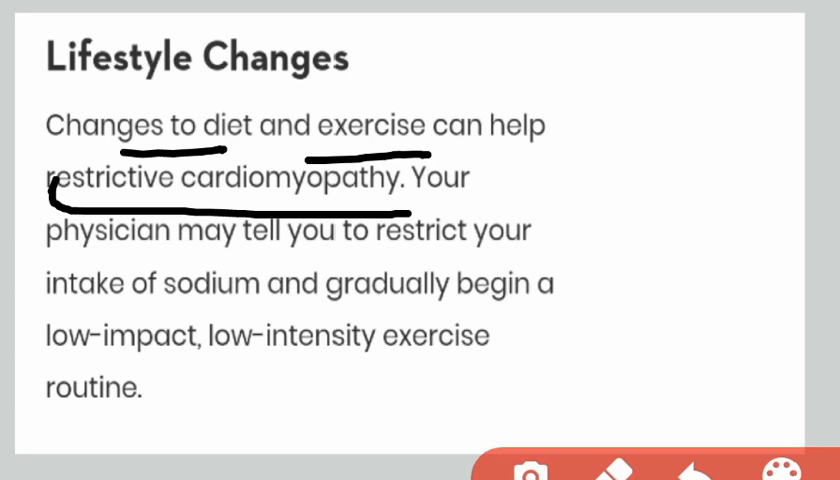 Lifestyle Changes
Changes to diet and exercise can help
restrictive cardiomyopathy. Your
physician may tell you to restrict your
intake of sodium and gradually begin a
low-impact, low-intensity exercise
routine.